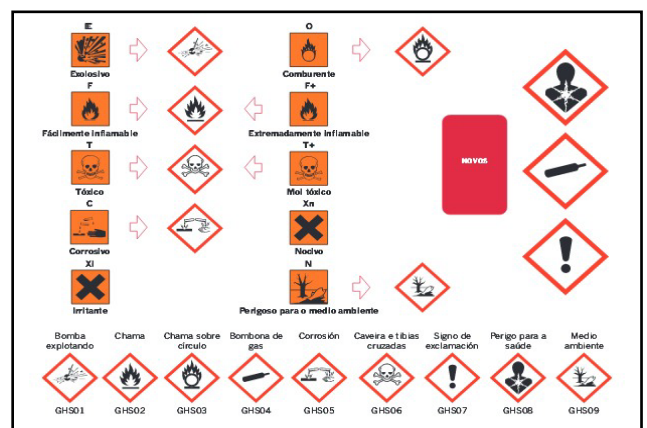 E
Explosivo
O
Comburente
F
Fácilmente inflamable
F+
Extremadamente inflamable
T
Tóxico
T+
Moi tóxico
C
Corrosivo
Xn
Nocivo
Xi
Irritante
N
Perigoso para o medio ambiente
NOVOS
Bomba
explotando
Chama
Chama sobre
círculo
Bombona de
gas
Corrosión
Caveira e tibias
cruzadas
Signo de
exclamación
Perigo para a
saúde
Medio
ambiente
GHS01
GHS02
GHS03
GHS04
GHS05
GHS06
GHS07
GHS08
GHS09